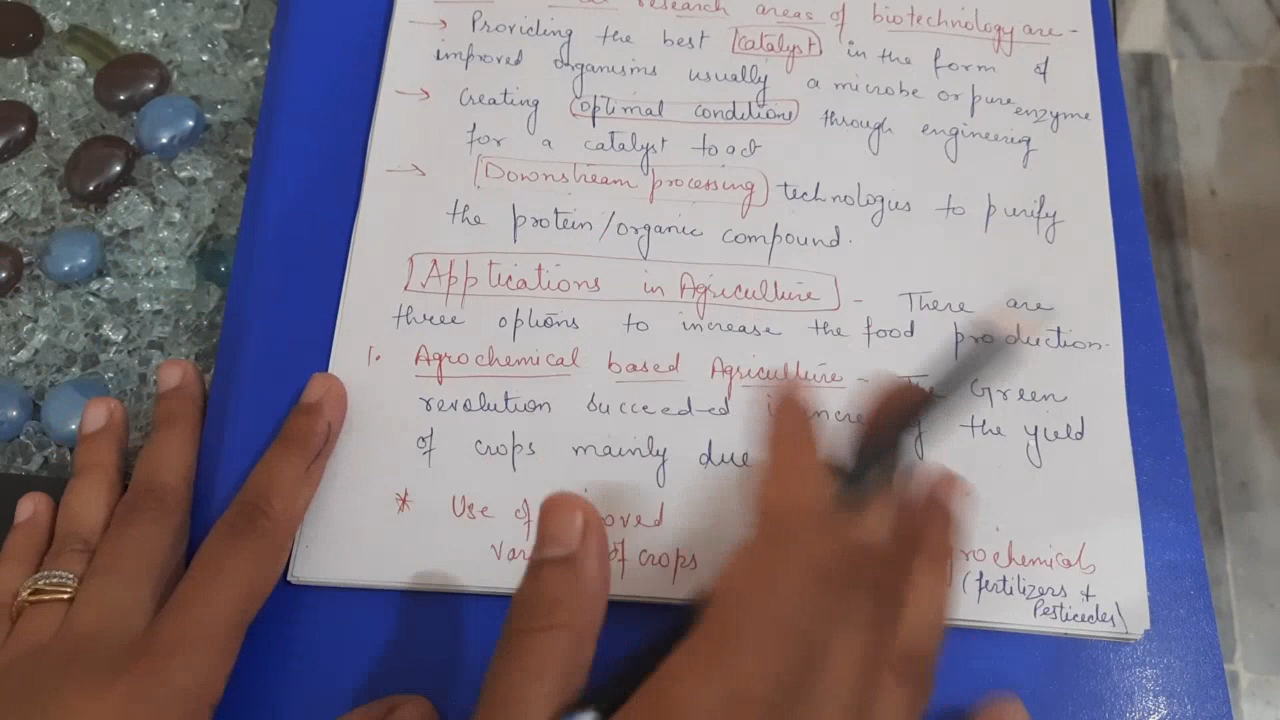 research areas of biotechnology are -
→ Providing the best catalyst in the form of
improved organisms usually a microbe or pure enzyme
→ Creating optimal conditions through engineering
for a catalyst to act
→ Downstream processing technologies to purify
the protein/organic compound.
Applications in Agriculture - There are
three options to increase the food production.
1. Agrochemical based Agriculture - The Green
revolution succeeded the yield
of crops mainly due
* Use of
of crops
(fertilizers +
Pesticedes)